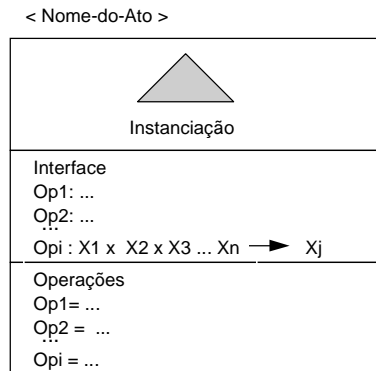 < Nome-do-Ato >
Instanciação
Interface
Op1: ...
Op2: ...
...
Opi : X1 x X2 x X3 ... Xn Xj
Operações
Op1= ...
Op2 = ...
...
Opi = ...